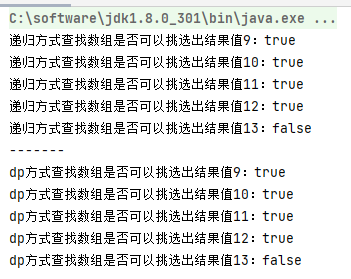 C:\software\jdk1.8.0_301\bin\java.exe ...
递归方式查找数组是否可以挑选出结果值9：true
递归方式查找数组是否可以挑选出结果值10：true
递归方式查找数组是否可以挑选出结果值11：true
递归方式查找数组是否可以挑选出结果值12：true
递归方式查找数组是否可以挑选出结果值13：false
-------
dp方式查找数组是否可以挑选出结果值9：true
dp方式查找数组是否可以挑选出结果值10：true
dp方式查找数组是否可以挑选出结果值11：true
dp方式查找数组是否可以挑选出结果值12：true
dp方式查找数组是否可以挑选出结果值13：false